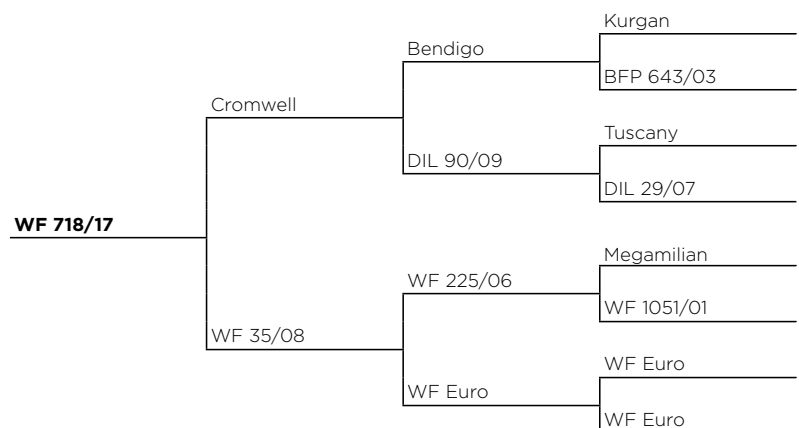 Kurgan
Bendigo
BFP 643/03
Cromwell
Tuscany
DIL 90/09
DIL 29/07
WF 718/17
Megamilian
WF 225/06
WF 1051/01
WF 35/08
WF Euro
WF Euro
WF Euro